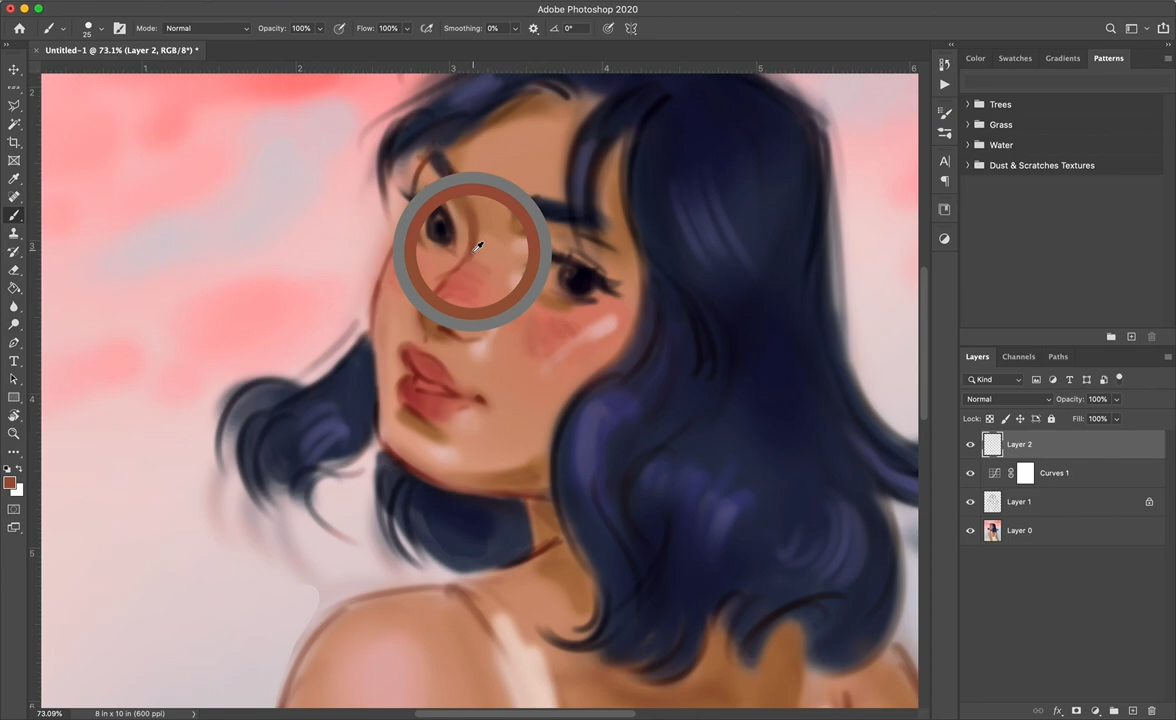 Adobe Photoshop 2020
25 Mode: Normal Opacity: 100% Flow: 100% Smoothing: 0% 0°
× Untitled-1 @ 73.1% (Layer 2, RGB/8*) *
1 2 3 4 5 6
2
3
4
5
6
Color Swatches Gradients Patterns
Trees
Grass
Water
Dust & Scratches Textures
Layers Channels Paths
Kind
Normal Opacity: 100%
Lock: Fill: 100%
Layer 2
Curves 1
Layer 1
Layer 0
73.09% 8 in x 10 in (600 ppi)